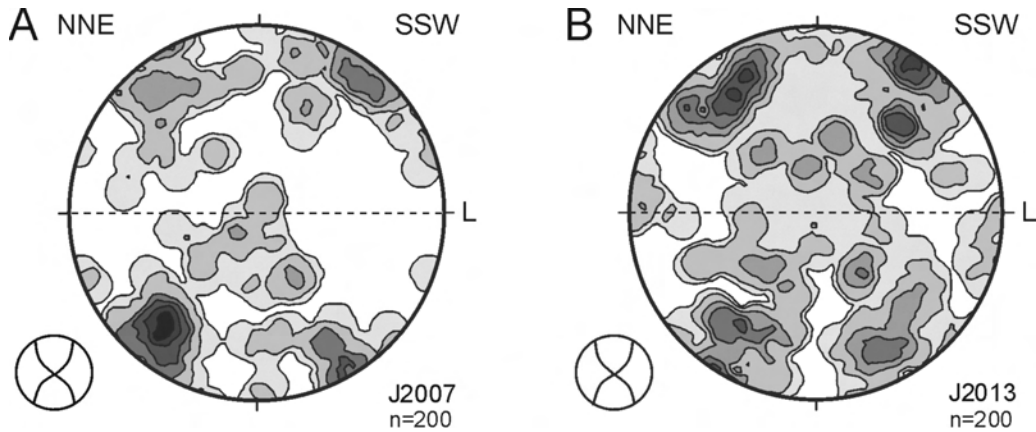 A NNE SSW
L
J2007
n=200
B NNE SSW
L
J2013
n=200